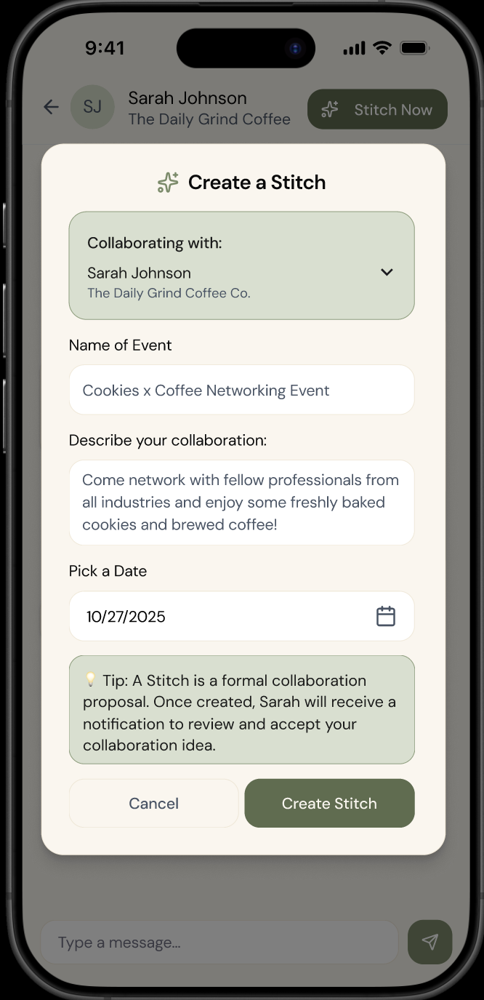 9:41
SJ
Sarah Johnson
The Daily Grind Coffee
Stitch Now
Create a Stitch
Collaborating with:
Sarah Johnson
The Daily Grind Coffee Co.
Name of Event
Cookies x Coffee Networking Event
Describe your collaboration:
Come network with fellow professionals from
all industries and enjoy some freshly baked
cookies and brewed coffee!
Pick a Date
10/27/2025
💡 Tip: A Stitch is a formal collaboration
proposal. Once created, Sarah will receive a
notification to review and accept your
collaboration idea.
Cancel
Create Stitch
Type a message...